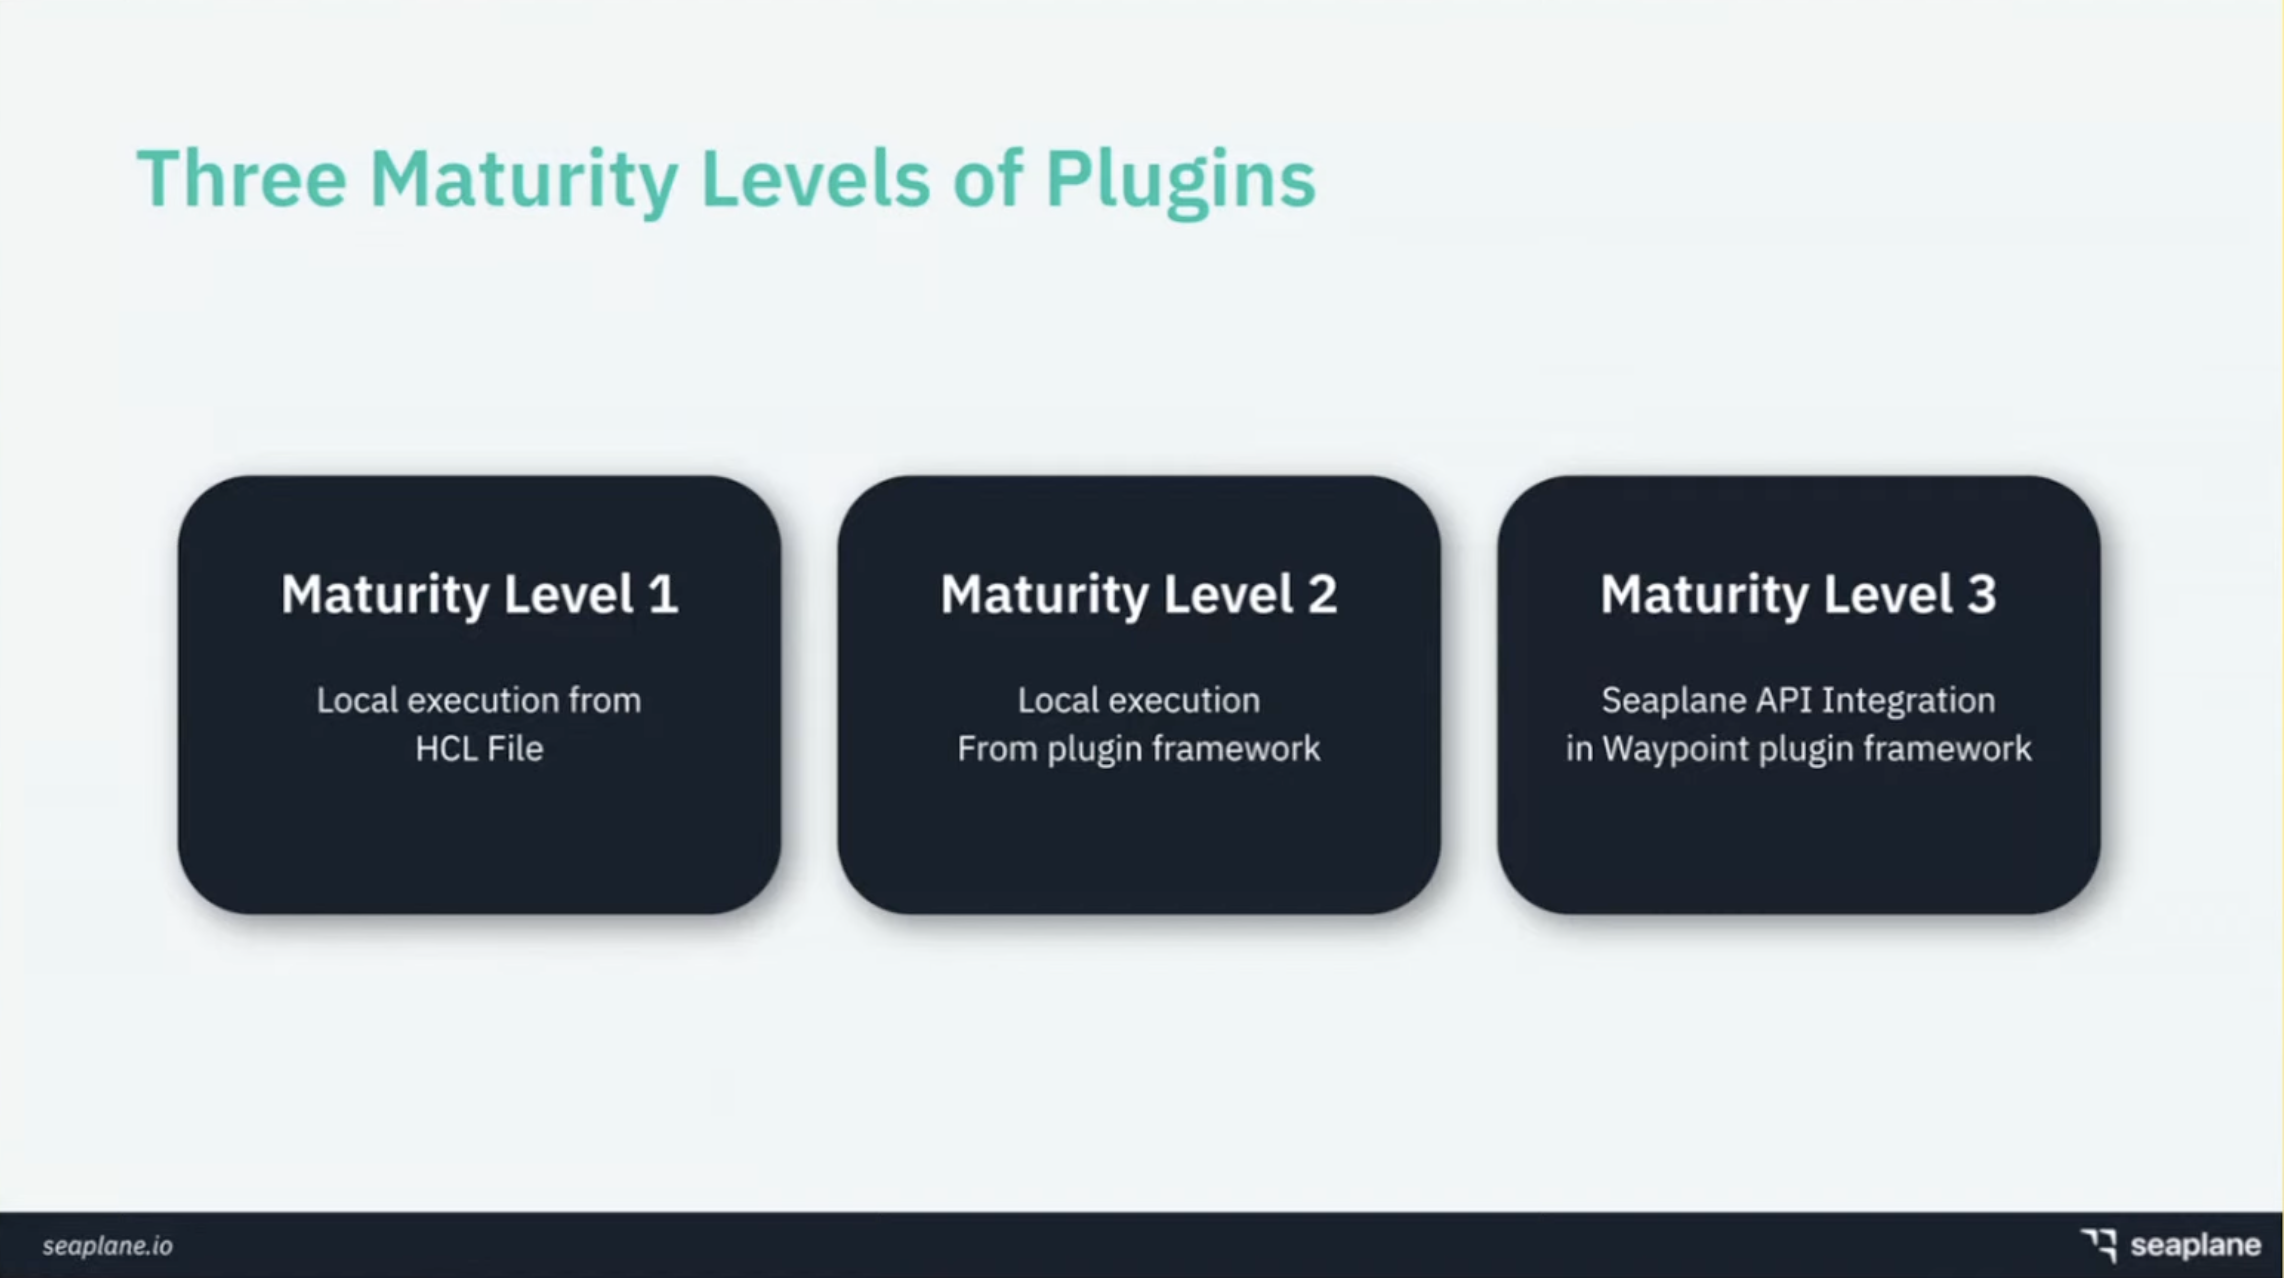 Three Maturity Levels of Plugins
Maturity Level 1
Local execution from
HCL File
Maturity Level 2
Local execution
From plugin framework
Maturity Level 3
Seaplane API Integration
in Waypoint plugin framework
seaplane.io
seaplane